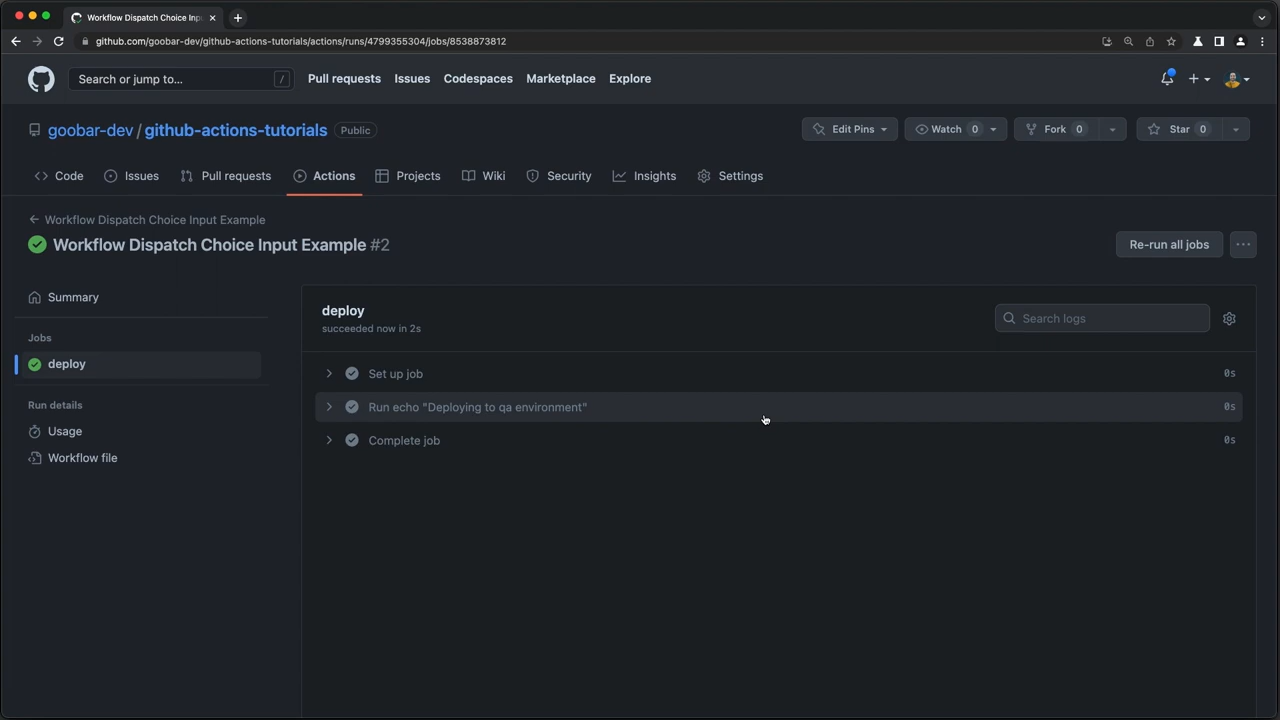 Workflow Dispatch Choice Inp
github.com/goobar-dev/github-actions-tutorials/actions/runs/4799355304/jobs/8538873812
Search or jump to... /
Pull requests Issues Codespaces Marketplace Explore
goobar-dev / github-actions-tutorials Public
Edit Pins Watch 0 Fork 0 Star 0
Code Issues Pull requests Actions Projects Wiki Security Insights Settings
Workflow Dispatch Choice Input Example
Workflow Dispatch Choice Input Example #2
Re-run all jobs
Summary
Jobs
deploy
Run details
Usage
Workflow file
deploy
succeeded now in 2s
Search logs
Set up job 0s
Run echo "Deploying to qa environment" 0s
Complete job 0s